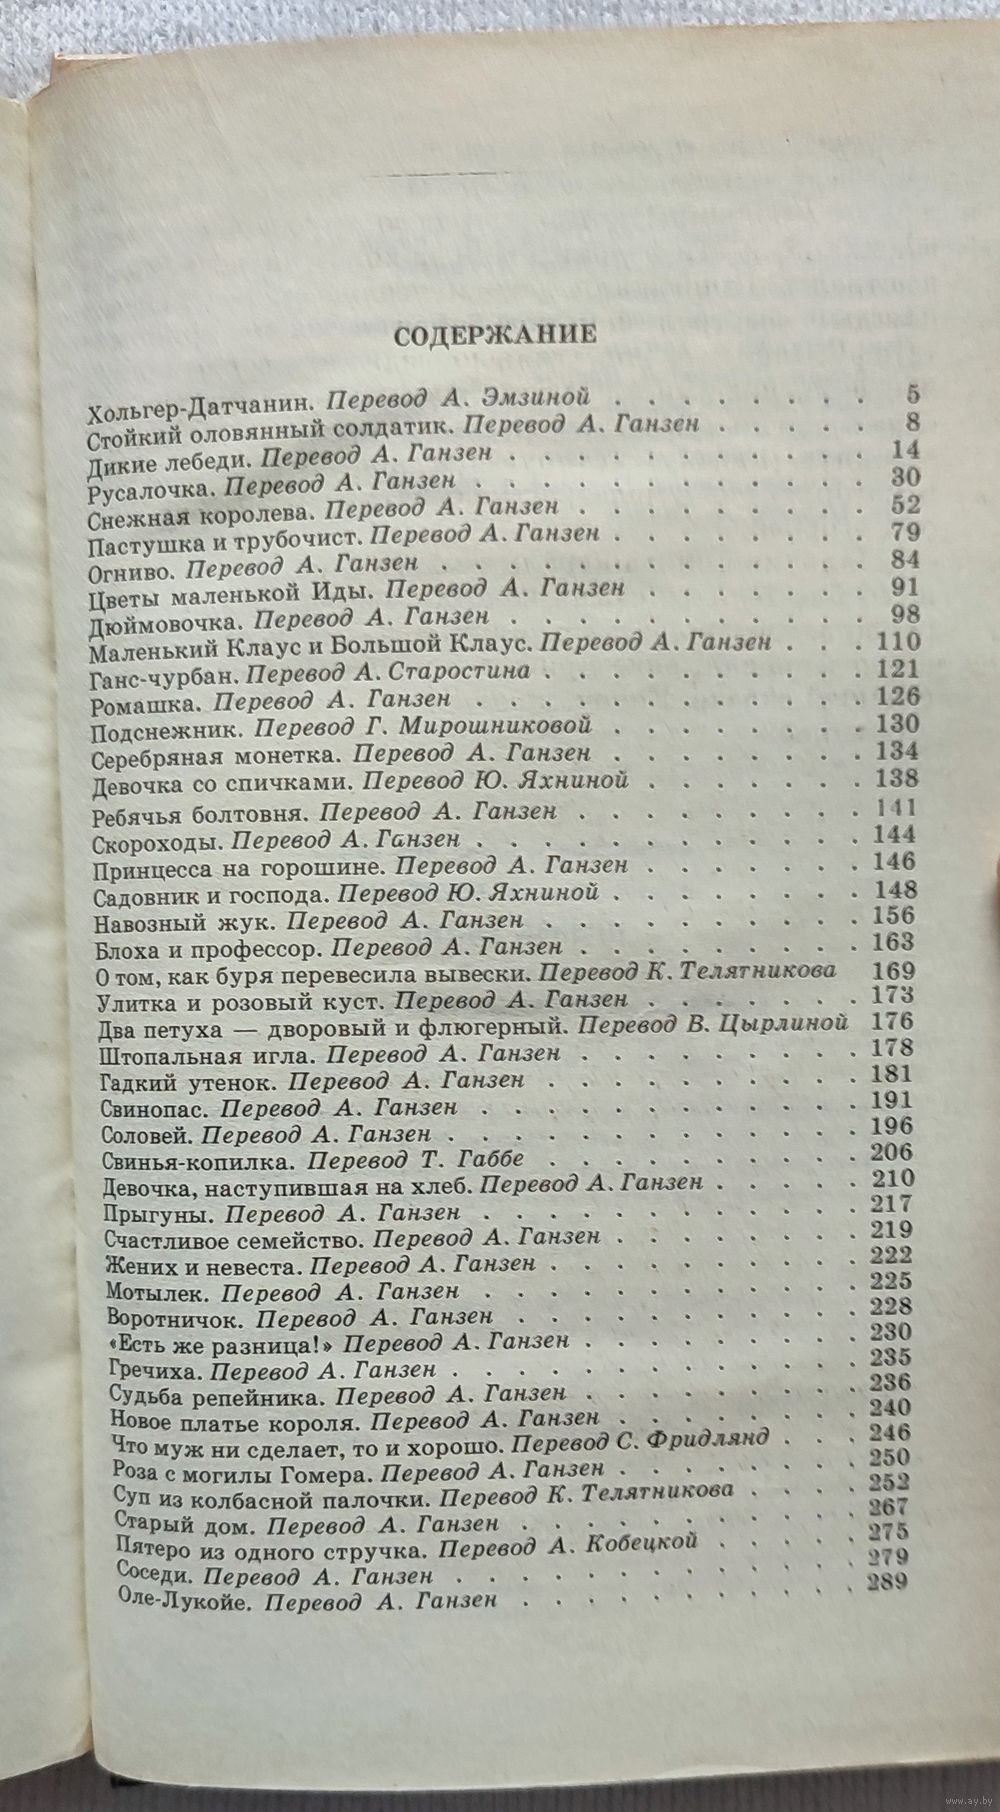 СОДЕРЖАНИЕ
Хольгер-Датчанин. Перевод А. Эмзиной . . . . . . . . 5
Стойкий оловянный солдатик. Перевод А. Ганзен . . . . . 8
Дикие лебеди. Перевод А. Ганзен . . . . . . . . . . . 14
Русалочка. Перевод А. Ганзен . . . . . . . . . . . . 30
Снежная королева. Перевод А. Ганзен . . . . . . . . . 52
Пастушка и трубочист. Перевод А. Ганзен . . . . . . . . 79
Огниво. Перевод А. Ганзен . . . . . . . . . . . . . 84
Цветы маленькой Иды. Перевод А. Ганзен . . . . . . . 91
Дюймовочка. Перевод А. Ганзен . . . . . . . . . . . 98
Маленький Клаус и Большой Клаус. Перевод А. Ганзен . . . 110
Ганс-чурбан. Перевод А. Старостина . . . . . . . . . . 121
Ромашка. Перевод А. Ганзен . . . . . . . . . . . . 126
Подснежник. Перевод Г. Мирошниковой . . . . . . . . 130
Серебряная монетка. Перевод А. Ганзен . . . . . . . . 134
Девочка со спичками. Перевод Ю. Яхниной . . . . . . . 138
Ребячья болтовня. Перевод А. Ганзен . . . . . . . . . 141
Скороходы. Перевод А. Ганзен . . . . . . . . . . . . 144
Принцесса на горошине. Перевод А. Ганзен . . . . . . . 146
Садовник и господа. Перевод Ю. Яхниной . . . . . . . . 148
Навозный жук. Перевод А. Ганзен . . . . . . . . . . 156
Блоха и профессор. Перевод А. Ганзен . . . . . . . . . 163
О том, как буря перевесила вывески. Перевод К. Телятникова 169
Улитка и розовый куст. Перевод А. Ганзен . . . . . . . 173
Два петуха — дворовый и флюгерный. Перевод В. Цырлиной 176
Штопальная игла. Перевод А. Ганзен . . . . . . . . . 178
Гадкий утенок. Перевод А. Ганзен . . . . . . . . . . 181
Свинопас. Перевод А. Ганзен . . . . . . . . . . . . 191
Соловей. Перевод А. Ганзен . . . . . . . . . . . . . 196
Свинья-копилка. Перевод Т. Габбе . . . . . . . . . . 206
Девочка, наступившая на хлеб. Перевод А. Ганзен . . . . . 210
Прыгуны. Перевод А. Ганзен . . . . . . . . . . . . 217
Счастливое семейство. Перевод А. Ганзен . . . . . . . . 219
Жених и невеста. Перевод А. Ганзен . . . . . . . . . . 222
Мотылек. Перевод А. Ганзен . . . . . . . . . . . . 225
Воротничок. Перевод А. Ганзен . . . . . . . . . . . 228
«Есть же разница!» Перевод А. Ганзен . . . . . . . . . 230
Гречиха. Перевод А. Ганзен . . . . . . . . . . . . . 235
Судьба репейника. Перевод А. Ганзен . . . . . . . . . 236
Новое платье короля. Перевод А. Ганзен . . . . . . . . 240
Что муж ни сделает, то и хорошо. Перевод С. Фридлянд . . . 246
Роза с могилы Гомера. Перевод А. Ганзен . . . . . . . . 250
Суп из колбасной палочки. Перевод К. Телятникова . . . . 252
Старый дом. Перевод А. Ганзен . . . . . . . . . . . 267
Пятеро из одного стручка. Перевод А. Кобецкой . . . . . 275
Соседи. Перевод А. Ганзен . . . . . . . . . . . . . 279
Оле-Лукойе. Перевод А. Ганзен . . . . . . . . . . . 289
www.ay.by